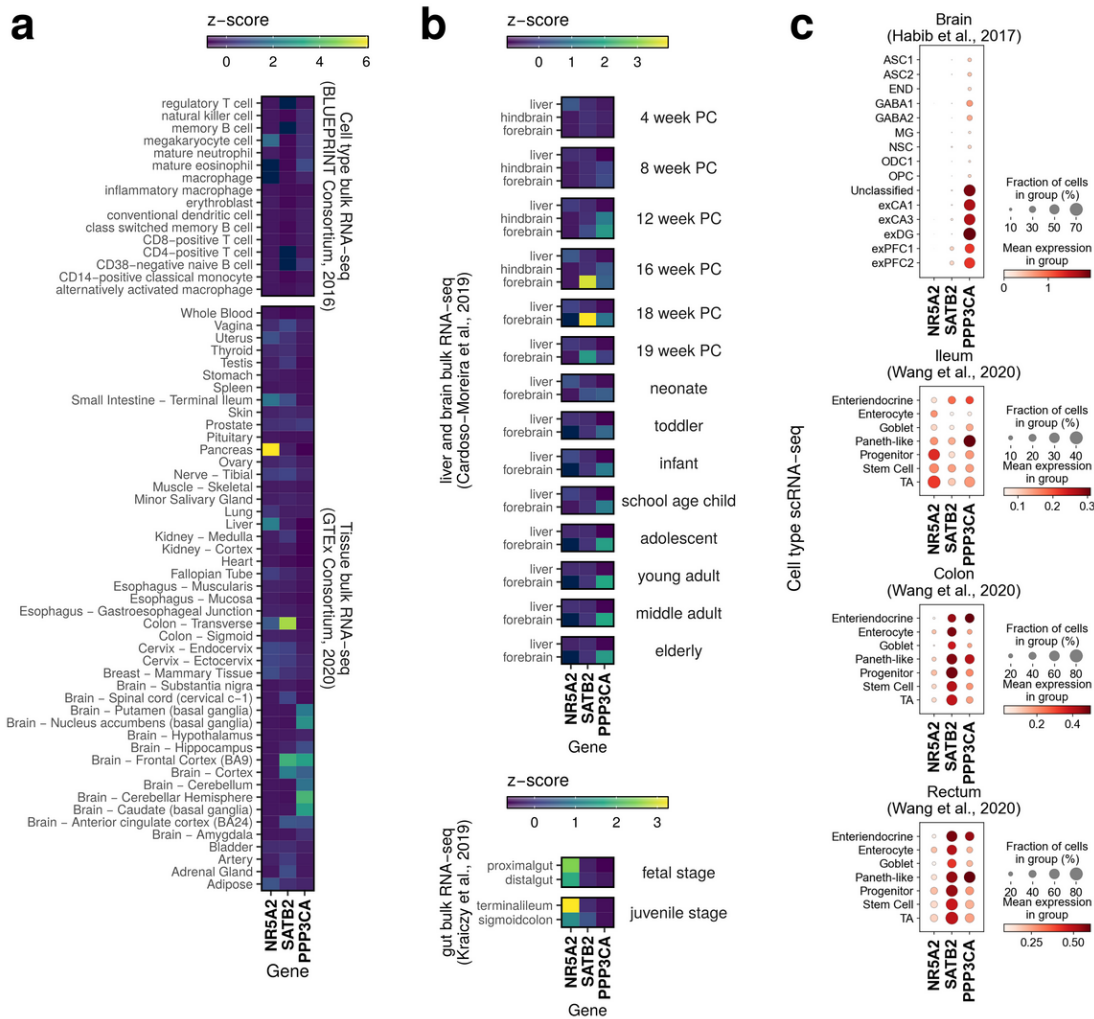 a
z-score
0 2 4 6
regulatory T cell
natural killer cell
memory B cell
megakaryocyte cell
mature neutrophil
mature eosinophil
macrophage
inflammatory macrophage
erythroblast
conventional dendritic cell
class switched memory B cell
CD8−positive T cell
CD4−positive T cell
CD38−negative naive B cell
CD14−positive classical monocyte
alternatively activated macrophage
Cell type bulk RNA−seq
(BLUEPRINT Consortium, 2016)
Whole Blood
Vagina
Uterus
Thyroid
Testis
Stomach
Spleen
Small Intestine − Terminal Ileum
Skin
Prostate
Pituitary
Pancreas
Ovary
Nerve − Tibial
Muscle − Skeletal
Minor Salivary Gland
Lung
Liver
Kidney − Medulla
Kidney − Cortex
Heart
Fallopian Tube
Esophagus − Muscularis
Esophagus − Mucosa
Esophagus − Gastroesophageal Junction
Colon − Transverse
Colon − Sigmoid
Cervix − Endocervix
Cervix − Ectocervix
Breast − Mammary Tissue
Brain − Substantia nigra
Brain − Spinal cord (cervical c−1)
Brain − Putamen (basal ganglia)
Brain − Nucleus accumbens (basal ganglia)
Brain − Hypothalamus
Brain − Hippocampus
Brain − Frontal Cortex (BA9)
Brain − Cortex
Brain − Cerebellum
Brain − Cerebellar Hemisphere
Brain − Caudate (basal ganglia)
Brain − Anterior cingulate cortex (BA24)
Brain − Amygdala
Bladder
Artery
Adrenal Gland
Adipose
Tissue bulk RNA−seq
(GTEx Consortium, 2020)
NR5A2
SATB2
PPP3CA
Gene
b
z-score
0 1 2 3
liver and brain bulk RNA−seq
(Cardoso−Moreira et al., 2019)
liver
hindbrain
forebrain
4 week PC
liver
hindbrain
forebrain
8 week PC
liver
hindbrain
forebrain
12 week PC
liver
hindbrain
forebrain
16 week PC
liver
forebrain
18 week PC
liver
forebrain
19 week PC
liver
forebrain
neonate
liver
forebrain
toddler
liver
forebrain
infant
liver
forebrain
school age child
liver
forebrain
adolescent
liver
forebrain
young adult
liver
forebrain
middle adult
liver
forebrain
elderly
NR5A2
SATB2
PPP3CA
Gene
z-score
0 1 2 3
gut bulk RNA−seq
(Kraiczy et al., 2019)
proximalgut
distalgut
fetal stage
terminalileum
sigmoidcolon
juvenile stage
NR5A2
SATB2
PPP3CA
Gene
c
Cell type scRNA−seq
Brain
(Habib et al., 2017)
ASC1
ASC2
END
GABA1
GABA2
MG
NSC
ODC1
OPC
Unclassified
exCA1
exCA3
exDG
exPFC1
exPFC2
NR5A2
SATB2
PPP3CA
Fraction of cells
in group (%)
10 30 50 70
Mean expression
in group
0 1
Ileum
(Wang et al., 2020)
Enteriendocrine
Enterocyte
Goblet
Paneth-like
Progenitor
Stem Cell
TA
NR5A2
SATB2
PPP3CA
Fraction of cells
in group (%)
10 20 30 40
Mean expression
in group
0.1 0.2 0.3
Colon
(Wang et al., 2020)
Enteriendocrine
Enterocyte
Goblet
Paneth-like
Progenitor
Stem Cell
TA
NR5A2
SATB2
PPP3CA
Fraction of cells
in group (%)
20 40 60 80
Mean expression
in group
0.2 0.4
Rectum
(Wang et al., 2020)
Enteriendocrine
Enterocyte
Goblet
Paneth-like
Progenitor
Stem Cell
TA
NR5A2
SATB2
PPP3CA
Fraction of cells
in group (%)
20 40 60 80
Mean expression
in group
0.25 0.50